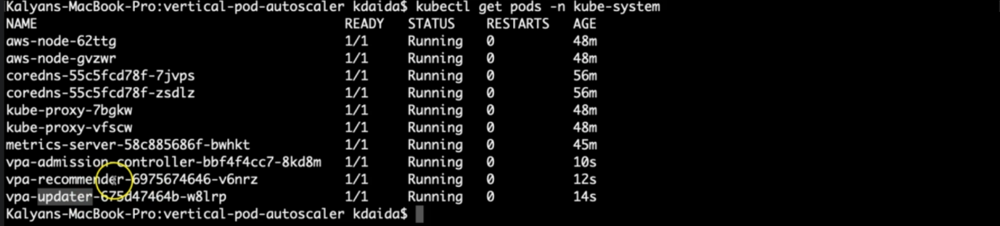 Kalyans-MacBook-Pro:vertical-pod-autoscaler kdaida$ kubectl get pods -n kube-system
NAME READY STATUS RESTARTS AGE
aws-node-62ttg 1/1 Running 0 48m
aws-node-gvzwr 1/1 Running 0 48m
coredns-55c5fcd78f-7jvps 1/1 Running 0 56m
coredns-55c5fcd78f-zsdlz 1/1 Running 0 56m
kube-proxy-7bgkw 1/1 Running 0 48m
kube-proxy-vfscw 1/1 Running 0 48m
metrics-server-58c885686f-bwhkt 1/1 Running 0 45m
vpa-admission-controller-bbf4f4cc7-8kd8m 1/1 Running 0 10s
vpa-recommender-6975674646-v6nrz 1/1 Running 0 12s
vpa-updater-675d47464b-w8lrp 1/1 Running 0 14s
Kalyans-MacBook-Pro:vertical-pod-autoscaler kdaida$